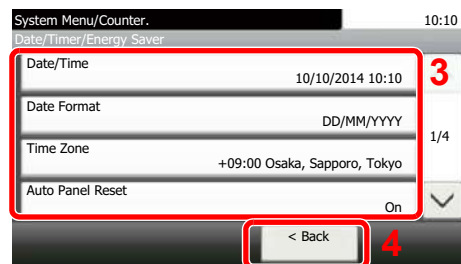 System Menu/Counter. 10:10
Date/Timer/Energy Saver
Date/Time
10/10/2014 10:10
3
Date Format
DD/MM/YYYY
1/4
Time Zone
+09:00 Osaka, Sapporo, Tokyo
Auto Panel Reset
On
< Back
4